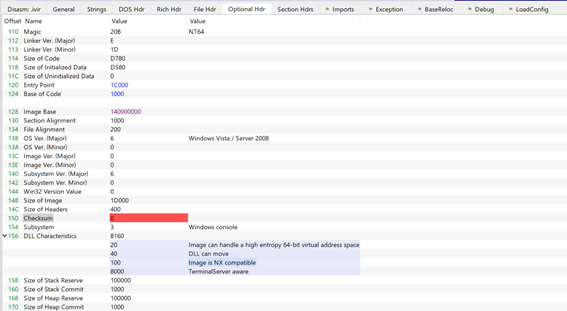 Disasm: .ivir General Strings DOS Hdr Rich Hdr File Hdr Optional Hdr Section Hdrs Imports Exception BaseReloc Debug LoadConfig
Offset Name Value Value
110 Magic 20B NT64
112 Linker Ver. (Major) E
113 Linker Ver. (Minor) 1D
114 Size of Code D780
118 Size of Initialized Data D580
11C Size of Uninitialized Data 0
120 Entry Point 1C000
124 Base of Code 1000
128 Image Base 140000000
130 Section Alignment 1000
134 File Alignment 200
138 OS Ver. (Major) 6 Windows Vista / Server 2008
13A OS Ver. (Minor) 0
13C Image Ver. (Major) 0
13E Image Ver. (Minor) 0
140 Subsystem Ver. (Major) 6
142 Subsystem Ver. Minor) 0
144 Win32 Version Value 0
148 Size of Image 1D000
14C Size of Headers 400
150 Checksum 0
154 Subsystem 3 Windows console
156 DLL Characteristics 8160
20 Image can handle a high entropy 64-bit virtual address space
40 DLL can move
100 Image is NX compatible
8000 TerminalServer aware
158 Size of Stack Reserve 100000
160 Size of Stack Commit 1000
168 Size of Heap Reserve 100000
170 Size of Heap Commit 1000